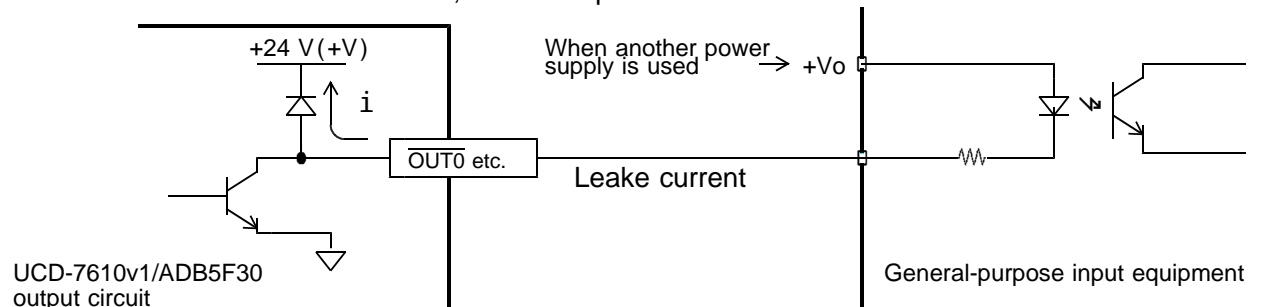 +24 V(+V)
i
When another power
supply is used
+Vo
OUT0 etc.
Leake current
UCD-7610v1/ADB5F30
output circuit
General-purpose input equipment